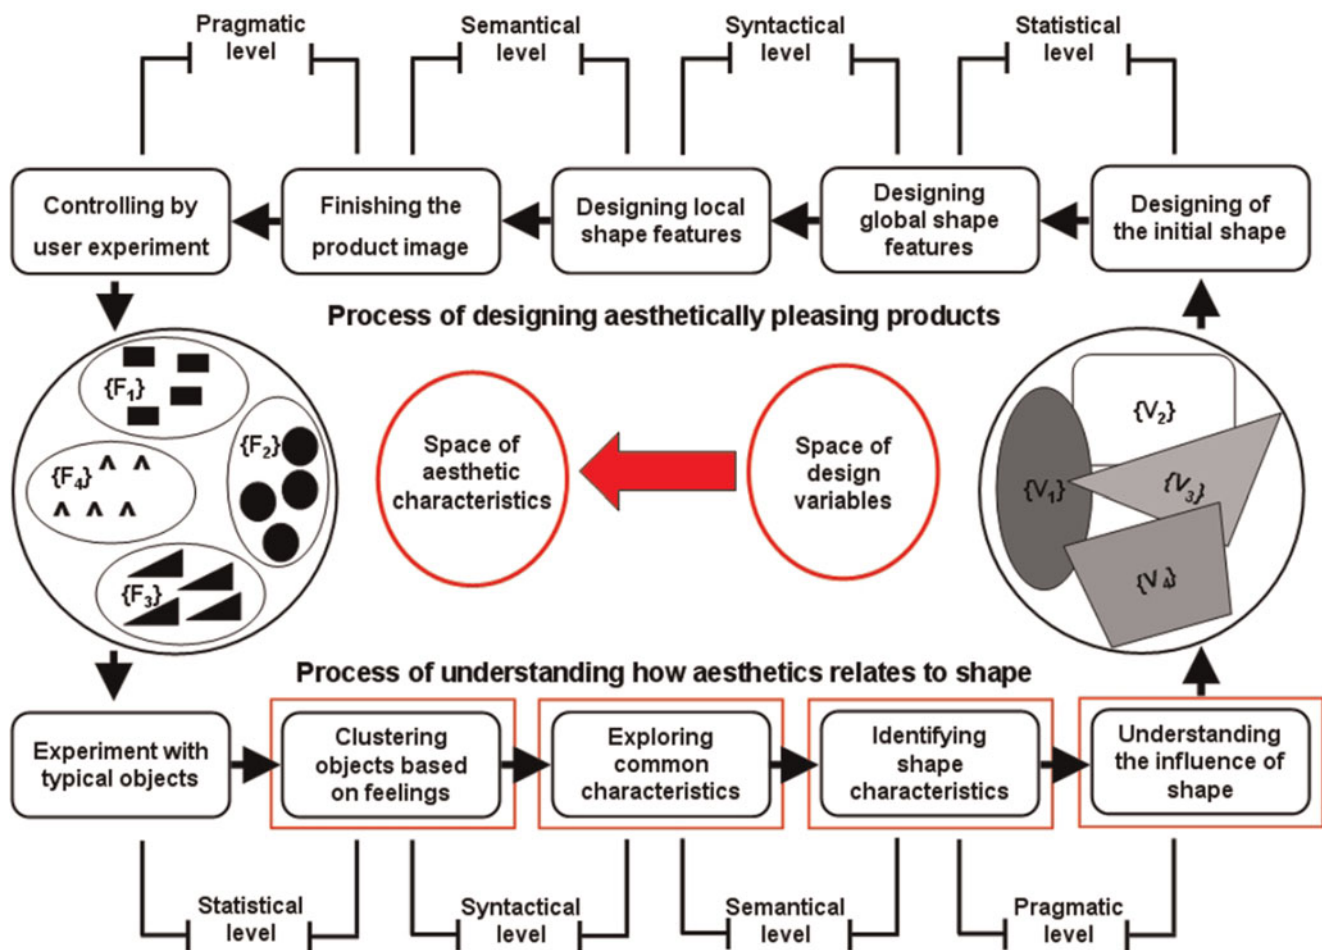 Pragmatic
level
Semantical
level
Syntactical
level
Statistical
level
Controlling by
user experiment
Finishing the
product image
Designing local
shape features
Designing
global shape
features
Designing of
the initial shape
Process of designing aesthetically pleasing products
{F1}
{F2}
{F4}
{F3}
Space of
aesthetic
characteristics
Space of
design
variables
{V2}
{V1}
{V3}
{V4}
Process of understanding how aesthetics relates to shape
Experiment with
typical objects
Clustering
objects based
on feelings
Exploring
common
characteristics
Identifying
shape
characteristics
Understanding
the influence of
shape
Statistical
level
Syntactical
level
Semantical
level
Pragmatic
level